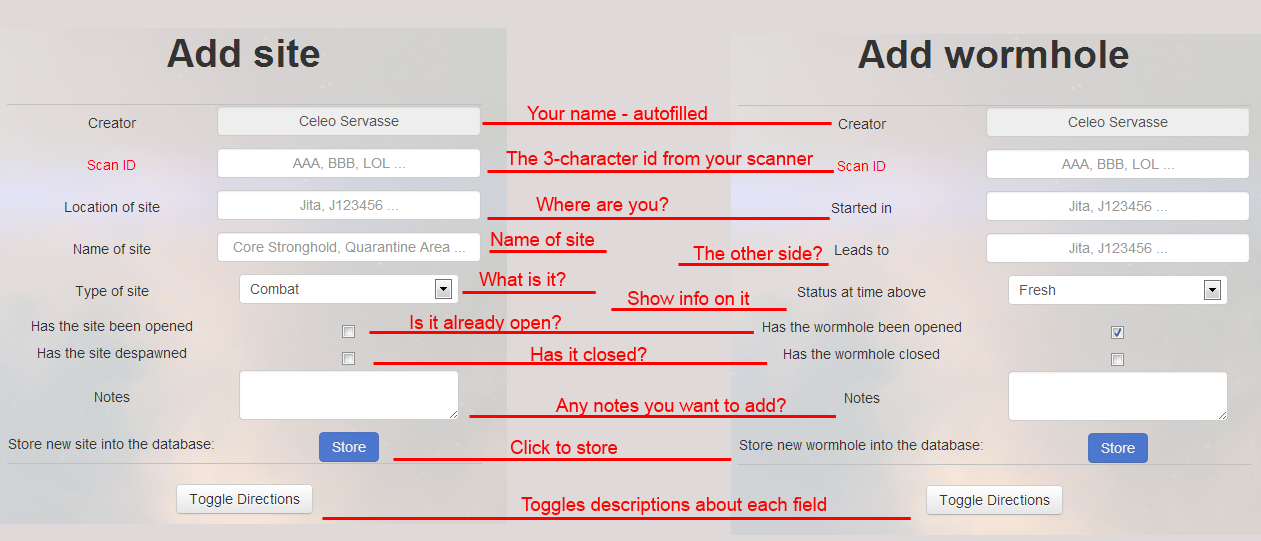 Add site
Add wormhole
Creator
Celeo Servasse
Your name - autofilled
Creator
Celeo Servasse
Scan ID
AAA, BBB, LOL ...
The 3-character id from your scanner
Scan ID
AAA, BBB, LOL ...
Location of site
Jita, J123456 ...
Where are you?
Started in
Jita, J123456 ...
Name of site
Core Stronghold, Quarantine Area ...
Name of site
The other side?
Leads to
Jita, J123456 ...
Type of site
Combat
What is it?
Show info on it
Status at time above
Fresh
Has the site been opened
Is it already open?
Has the wormhole been opened
Has the site despawned
Has it closed?
Has the wormhole closed
Notes
Any notes you want to add?
Notes
Store new site into the database:
Store
Click to store
Store new wormhole into the database:
Store
Toggle Directions
Toggles descriptions about each field
Toggle Directions